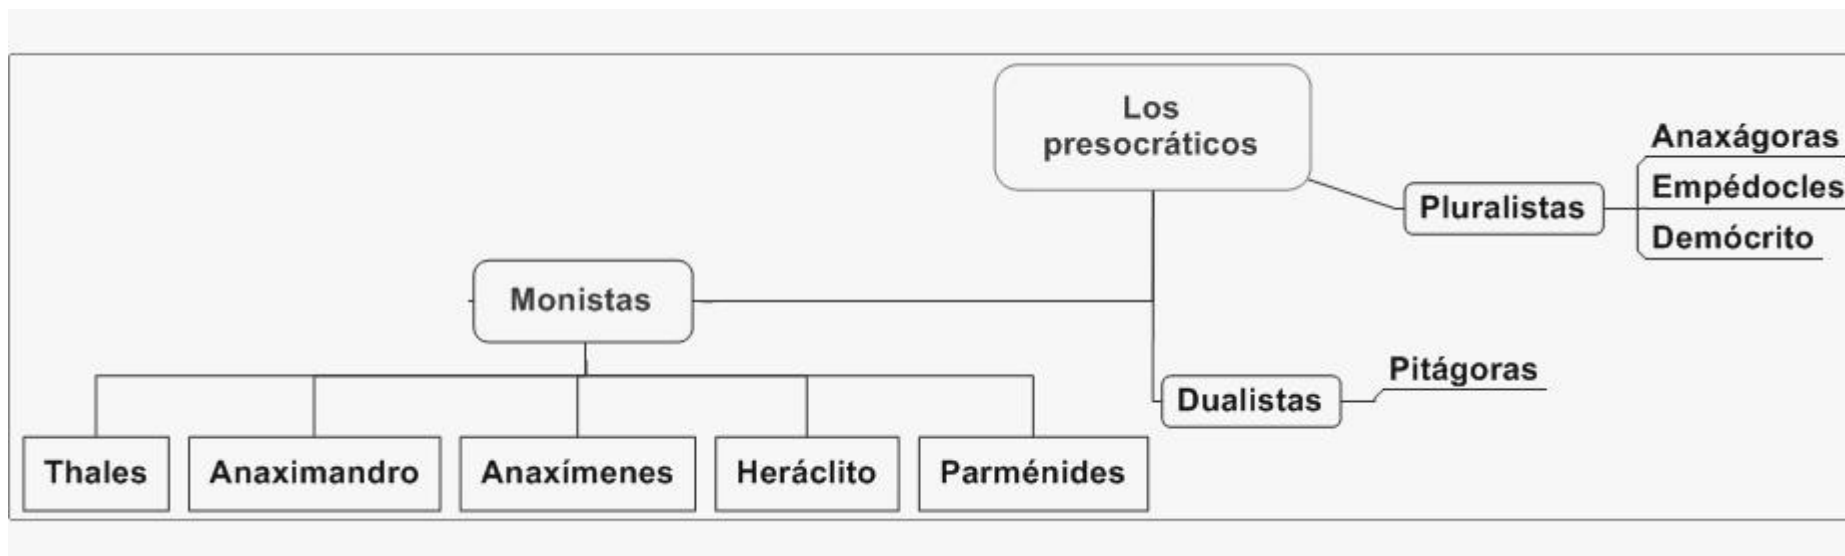 Los
presocráticos
Anaxágoras
Pluralistas
Empédocles
Demócrito
Monistas
Dualistas
Pitágoras
Thales
Anaximandro
Anaxímenes
Heráclito
Parménides